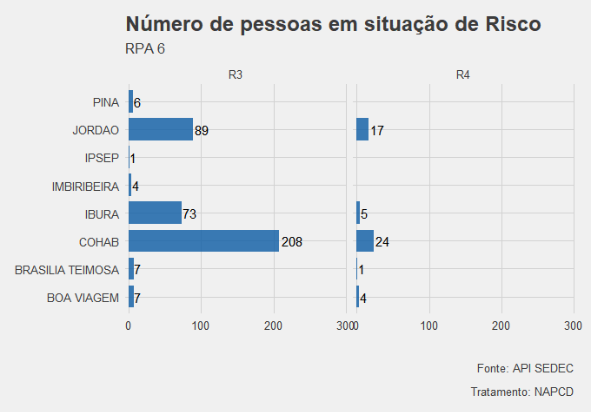 Número de pessoas em situação de Risco
RPA 6
R3 R4
PINA 6
JORDAO 89 17
IPSEP 1
IMBIRIBEIRA 4
IBURA 73 5
COHAB 208 24
BRASILIA TEIMOSA 7 1
BOA VIAGEM 7 4
0 100 200 300 0 100 200 300
Fonte: API SEDEC
Tratamento: NAPCD